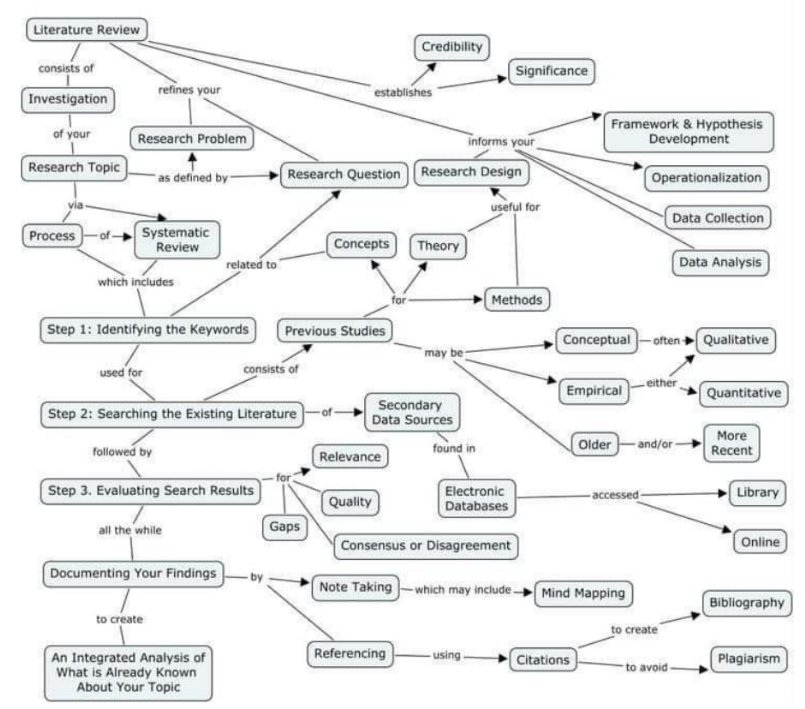 Literature Review
Credibility
Significance
consists of
refines your
establishes
Investigation
of your
Research Problem
informs your
Framework & Hypothesis
Development
Research Topic
as defined by
Research Question
Research Design
Operationalization
via
useful for
Data Collection
Process
of
Systematic
Review
Concepts
Theory
Data Analysis
related to
which includes
for
Methods
Step 1: Identifying the Keywords
Previous Studies
Conceptual
often
Qualitative
may be
used for
consists of
Empirical
either
Quantitative
Step 2: Searching the Existing Literature
of
Secondary
Data Sources
Older
and/or
More
Recent
followed by
Relevance
found in
Step 3. Evaluating Search Results
for
Quality
Electronic
Databases
accessed
Library
Gaps
all the while
Consensus or Disagreement
Online
Documenting Your Findings
by
Note Taking
which may include
Mind Mapping
Bibliography
to create
to create
Referencing
using
Citations
to avoid
Plagiarism
An Integrated Analysis of
What is Already Known
About Your Topic